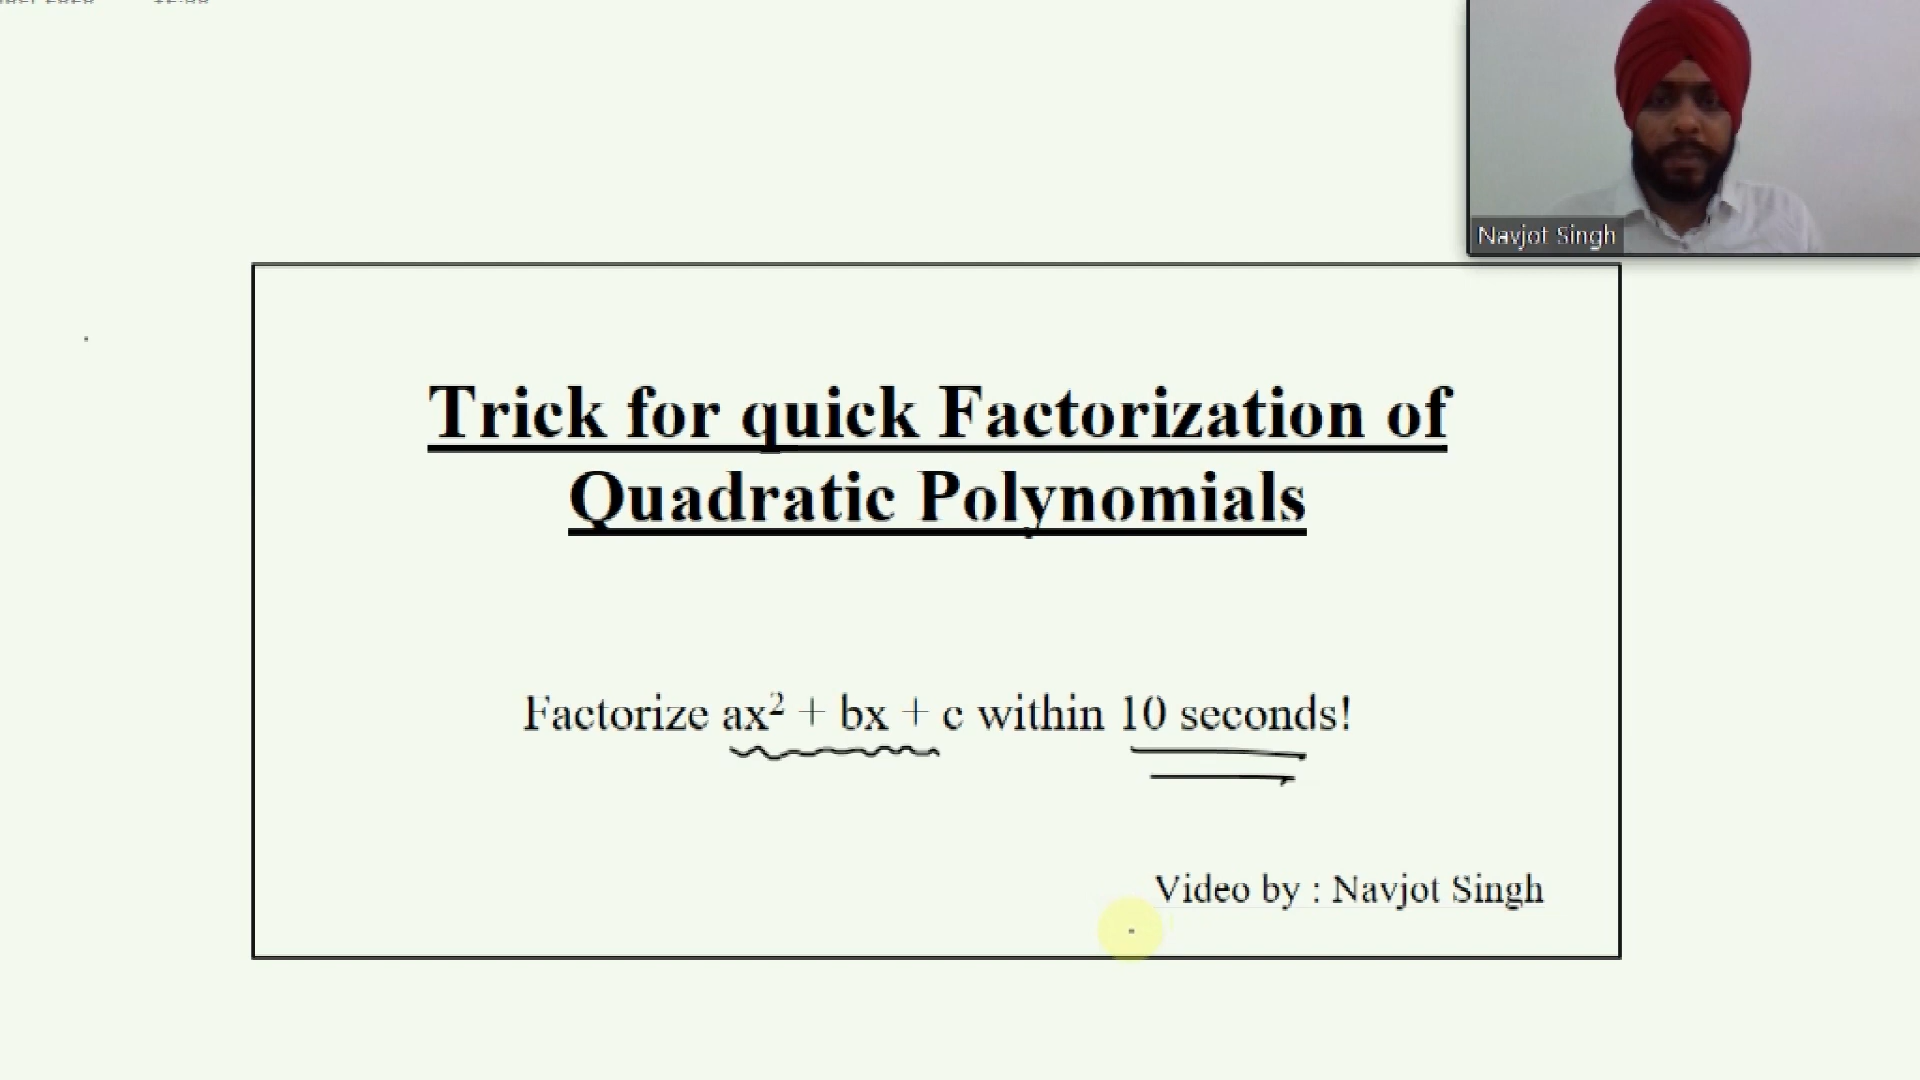 Navjot Singh
Trick for quick Factorization of
Quadratic Polynomials
Factorize ax² + bx + c within 10 seconds!
Video by : Navjot Singh